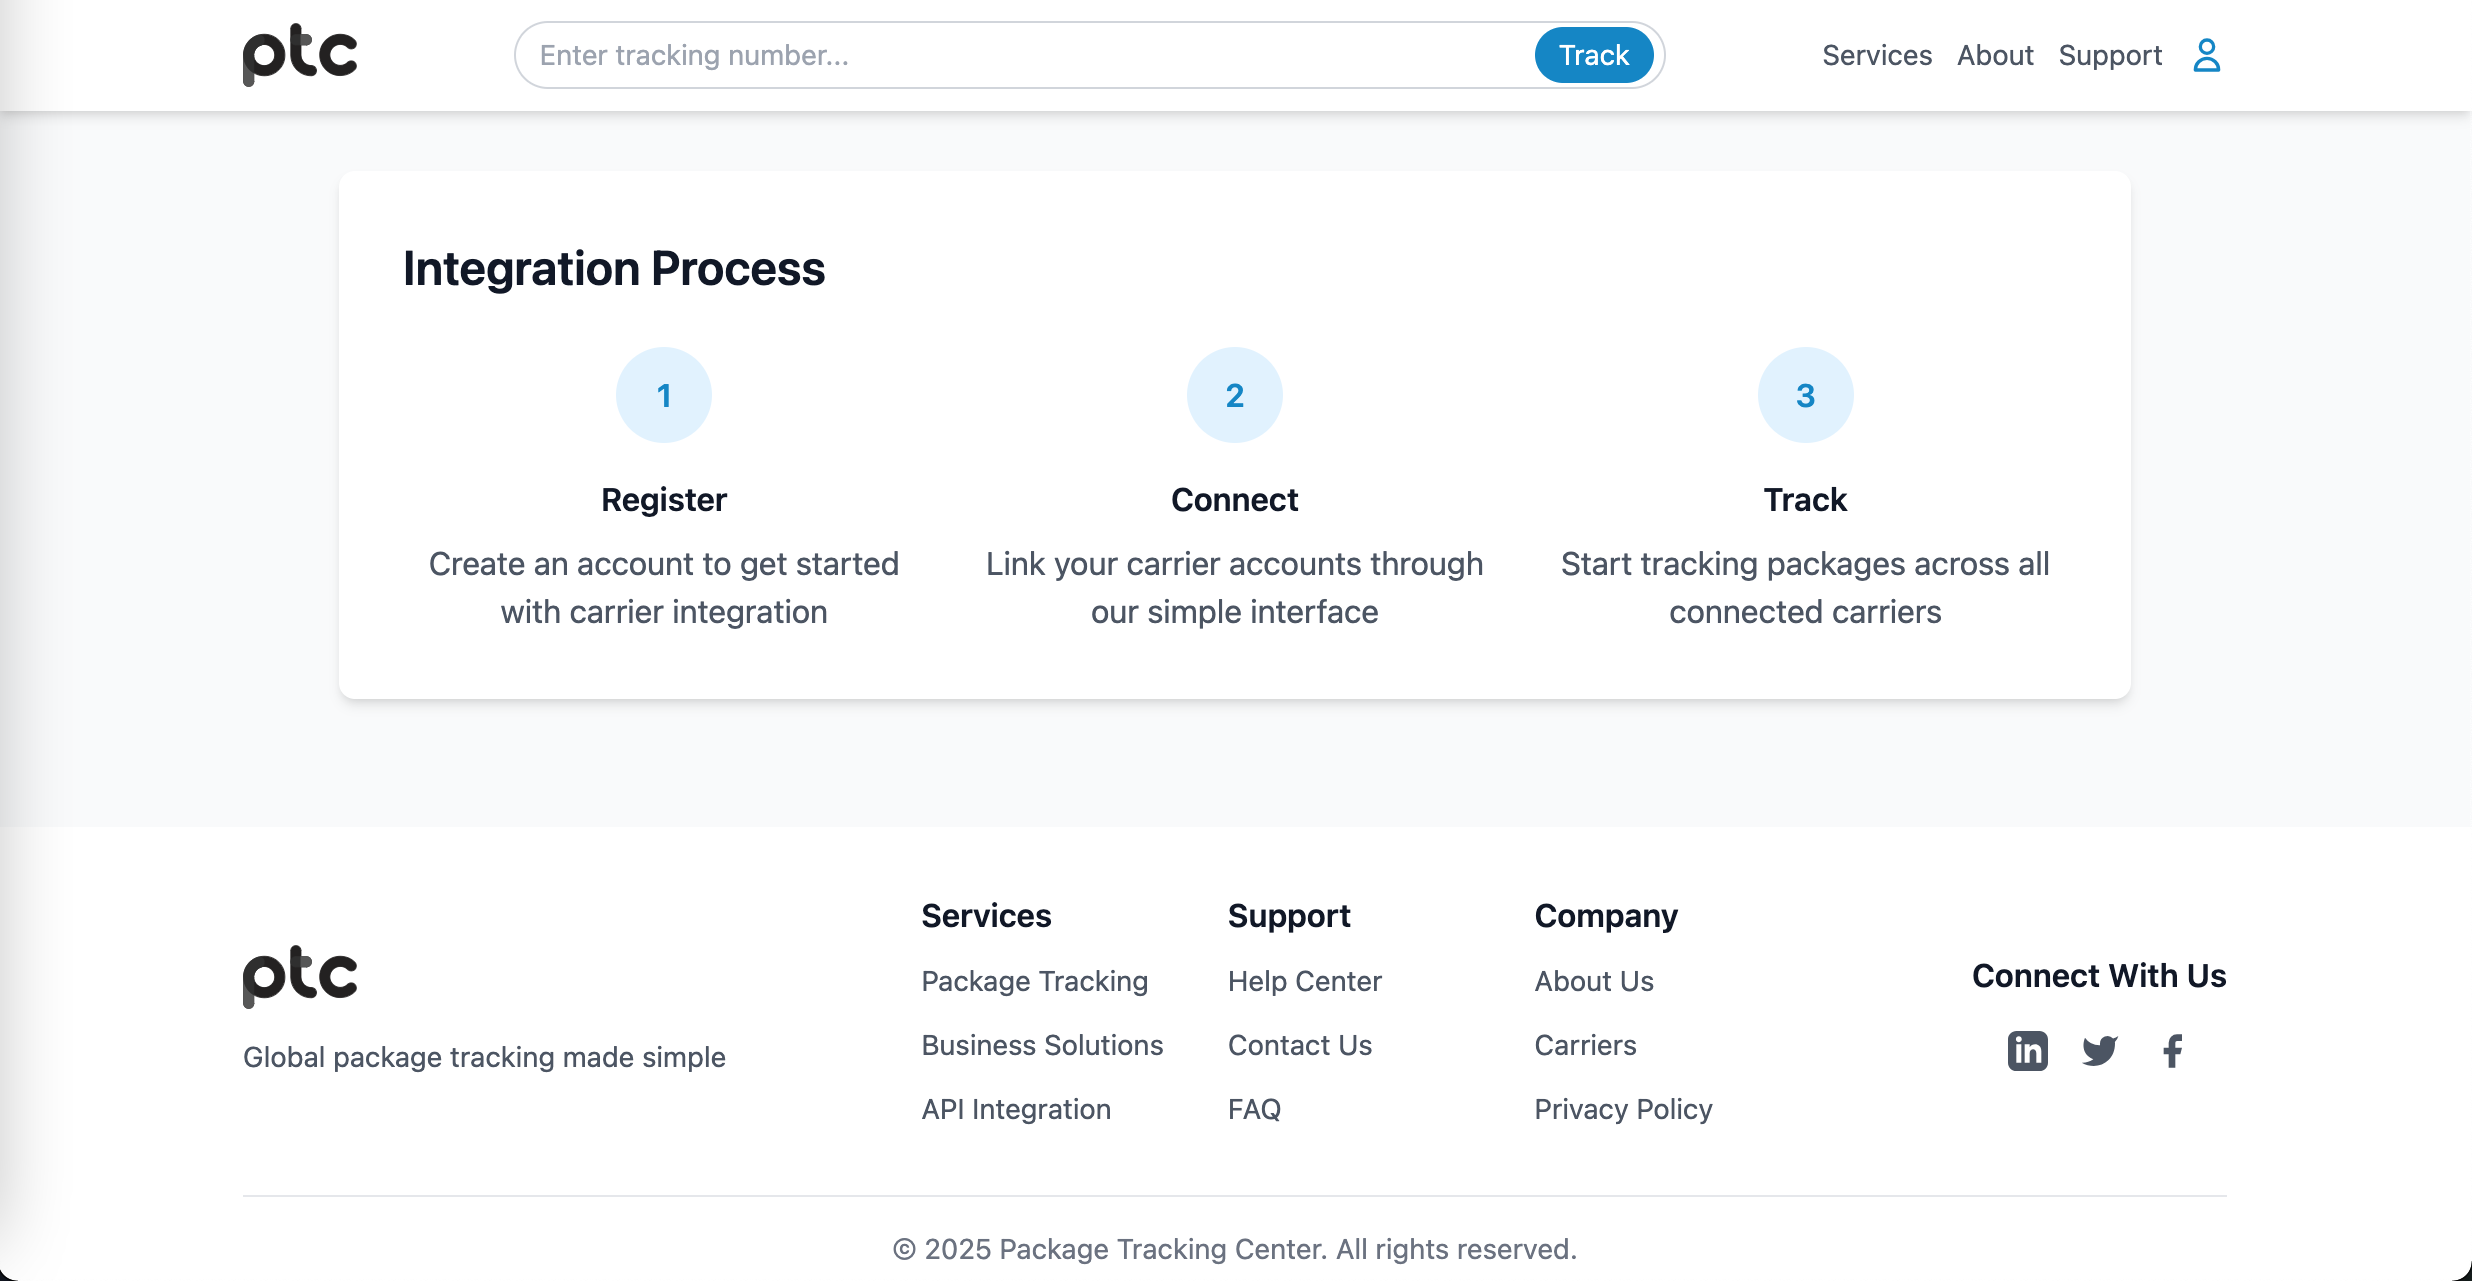 ptc
Enter tracking number...
Track
Services
About
Support
Integration Process
1
Register
Create an account to get started
with carrier integration
2
Connect
Link your carrier accounts through
our simple interface
3
Track
Start tracking packages across all
connected carriers
ptc
Global package tracking made simple
Services
Package Tracking
Business Solutions
API Integration
Support
Help Center
Contact Us
FAQ
Company
About Us
Carriers
Privacy Policy
Connect With Us
in
© 2025 Package Tracking Center. All rights reserved.